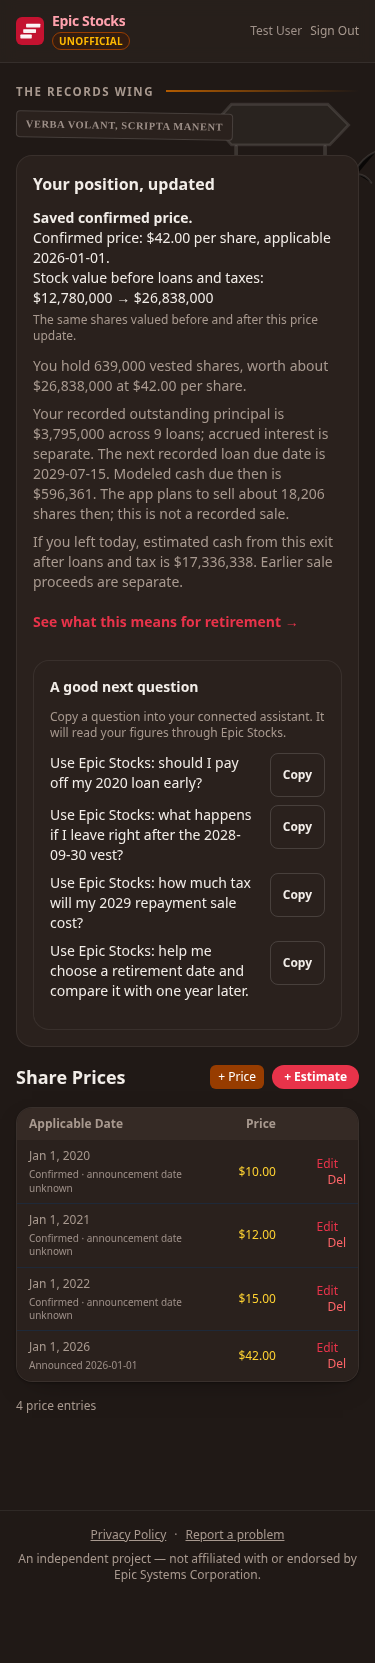 Epic Stocks
UNOFFICIAL
Test User Sign Out
THE RECORDS WING
VERBA VOLANT, SCRIPTA MANENT
Your position, updated
Saved confirmed price.
Confirmed price: $42.00 per share, applicable
2026-01-01.
Stock value before loans and taxes:
$12,780,000 → $26,838,000
The same shares valued before and after this price
update.
You hold 639,000 vested shares, worth about
$26,838,000 at $42.00 per share.
Your recorded outstanding principal is
$3,795,000 across 9 loans; accrued interest is
separate. The next recorded loan due date is
2029-07-15. Modeled cash due then is
$596,361. The app plans to sell about 18,206
shares then; this is not a recorded sale.
If you left today, estimated cash from this exit
after loans and tax is $17,336,338. Earlier sale
proceeds are separate.
See what this means for retirement →
A good next question
Copy a question into your connected assistant. It
will read your figures through Epic Stocks.
Use Epic Stocks: should I pay
off my 2020 loan early?
Copy
Use Epic Stocks: what happens
if I leave right after the 2028-
09-30 vest?
Copy
Use Epic Stocks: how much tax
will my 2029 repayment sale
cost?
Copy
Use Epic Stocks: help me
choose a retirement date and
compare it with one year later.
Copy
Share Prices
+ Price
+ Estimate
Applicable Date Price
Jan 1, 2020
Confirmed · announcement date
unknown
$10.00
Edit
Del
Jan 1, 2021
Confirmed · announcement date
unknown
$12.00
Edit
Del
Jan 1, 2022
Confirmed · announcement date
unknown
$15.00
Edit
Del
Jan 1, 2026
Announced 2026-01-01
$42.00
Edit
Del
4 price entries
Privacy Policy · Report a problem
An independent project — not affiliated with or endorsed by
Epic Systems Corporation.